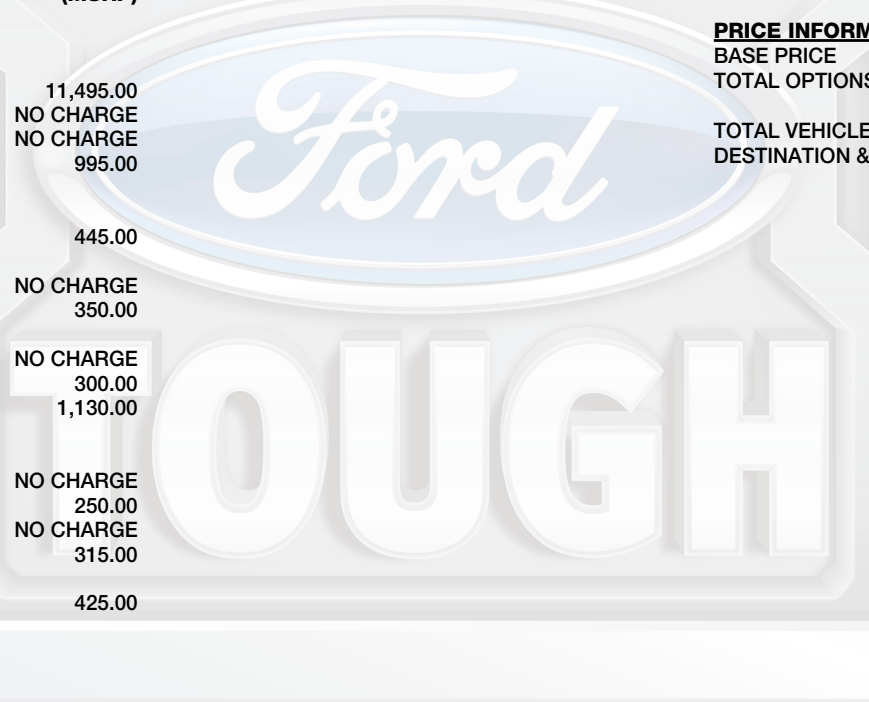 (MSRP)
11,495.00
NO CHARGE
NO CHARGE
995.00
445.00
NO CHARGE
350.00
NO CHARGE
300.00
1,130.00
NO CHARGE
250.00
NO CHARGE
315.00
425.00
PRICE INFORM
BASE PRICE
TOTAL OPTIONS
TOTAL VEHICLE
DESTINATION &
Ford
TOUGH